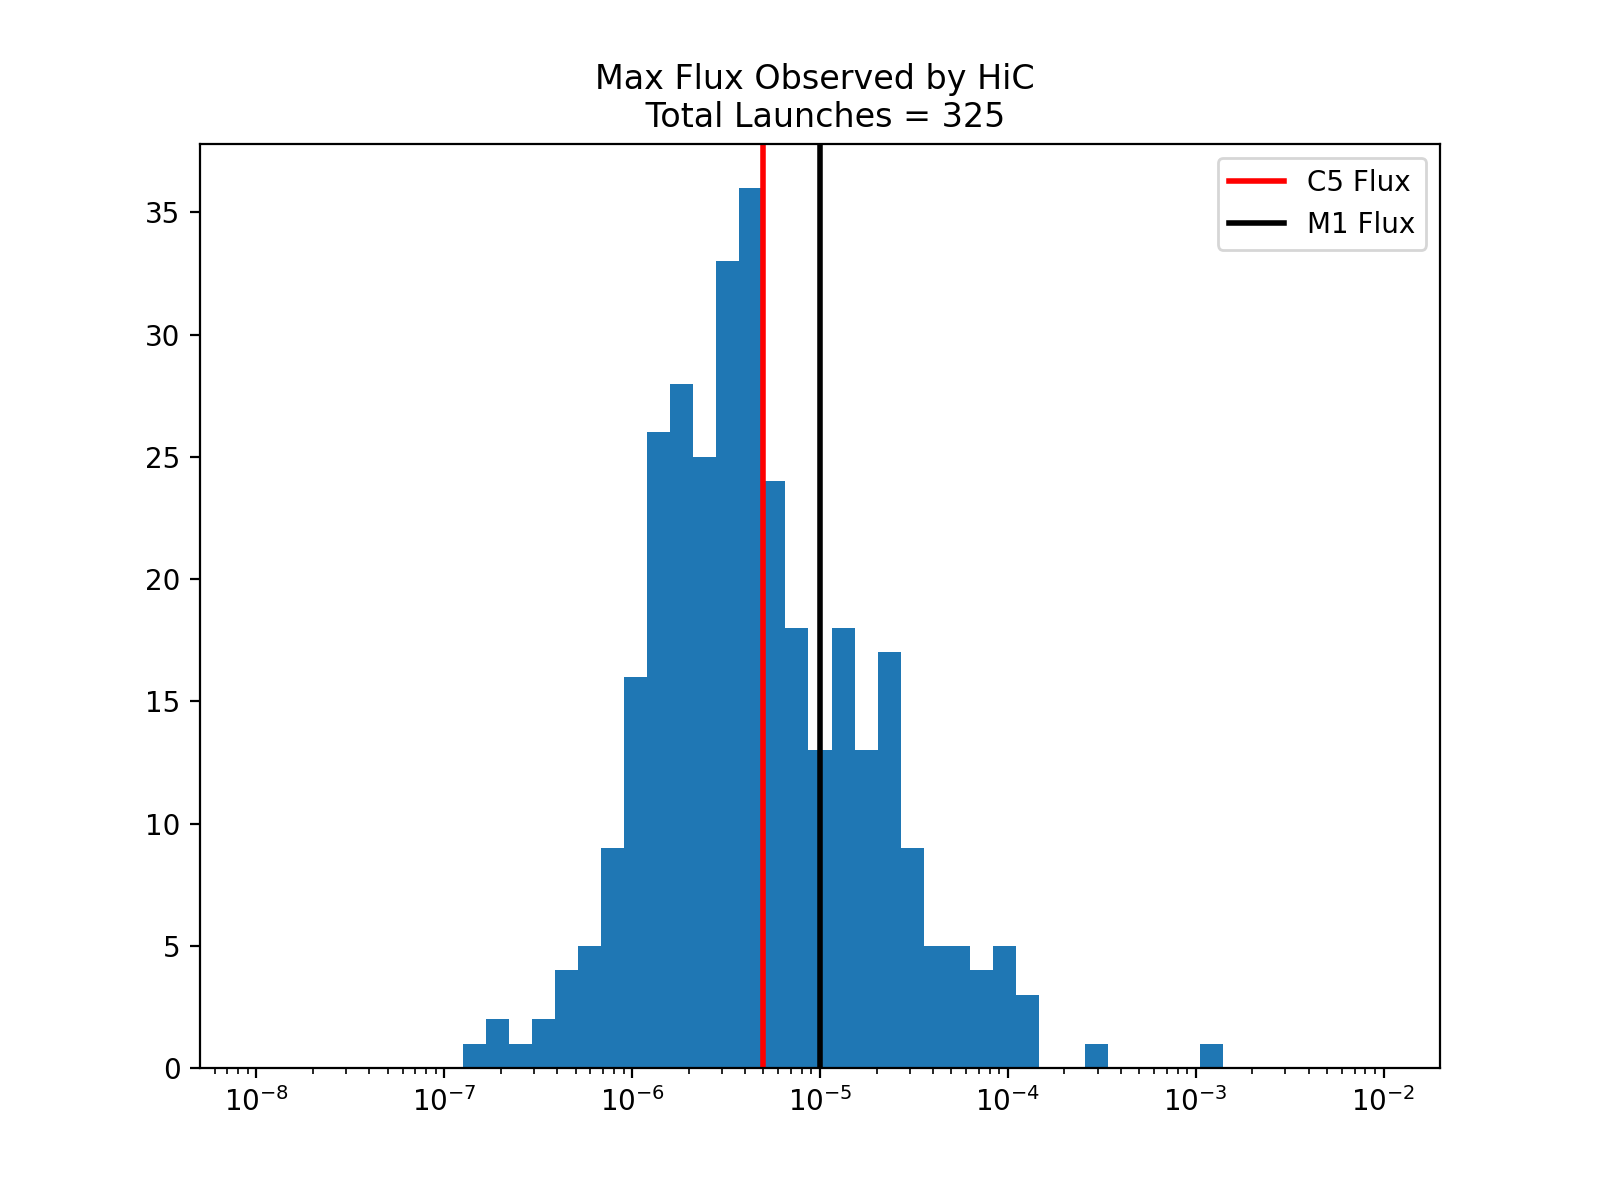 Max Flux Observed by HiC
Total Launches = 325
C5 Flux
M1 Flux
35
30
25
20
15
10
5
0
10⁻⁸ 10⁻⁷ 10⁻⁶ 10⁻⁵ 10⁻⁴ 10⁻³ 10⁻²